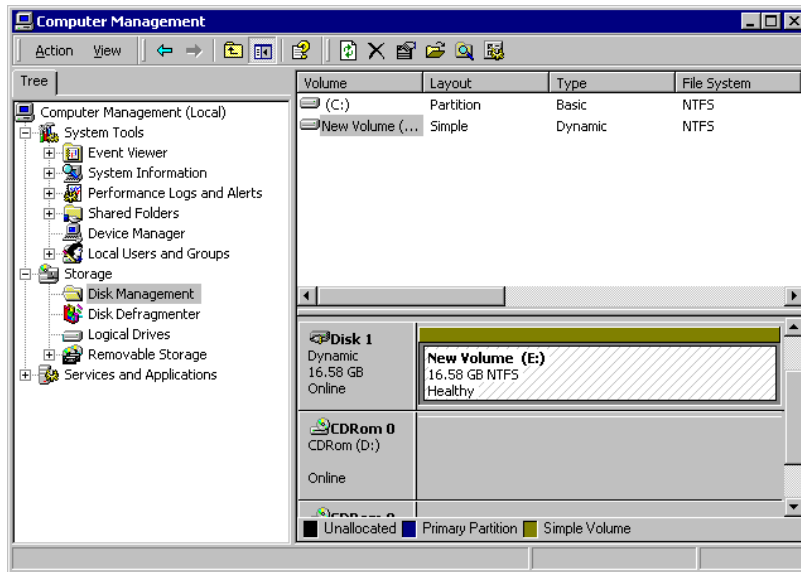 Computer Management
Action View
Tree
Computer Management (Local)
System Tools
Event Viewer
System Information
Performance Logs and Alerts
Shared Folders
Device Manager
Local Users and Groups
Storage
Disk Management
Disk Defragmenter
Logical Drives
Removable Storage
Services and Applications
Volume Layout Type File System
(C:) Partition Basic NTFS
New Volume (... Simple Dynamic NTFS
Disk 1
Dynamic
16.58 GB
Online
New Volume (E:)
16.58 GB NTFS
Healthy
CDRom 0
CDRom (D:)
Online
Unallocated Primary Partition Simple Volume